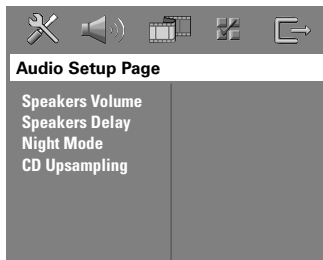 Audio Setup Page
Speakers Volume
Speakers Delay
Night Mode
CD Upsampling